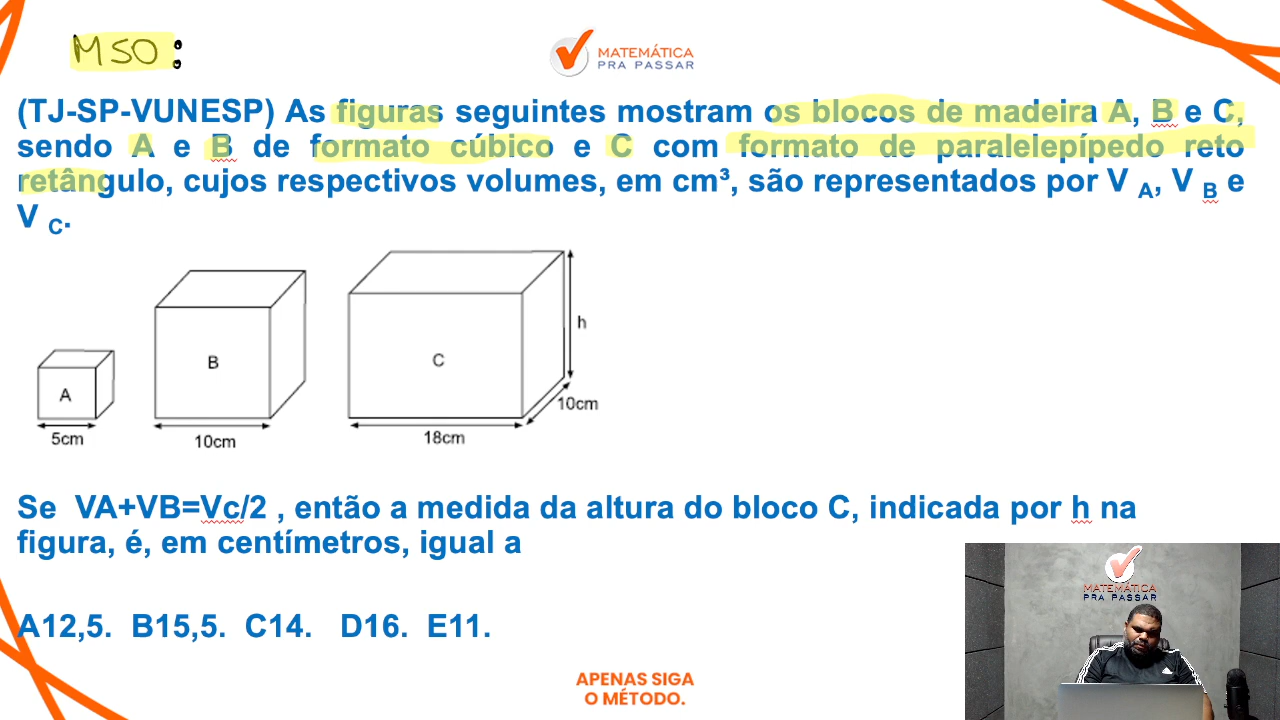 MSO:
MATEMÁTICA
PRA PASSAR
(TJ-SP-VUNESP) As figuras seguintes mostram os blocos de madeira A, B e C,
sendo A e B de formato cúbico e C com formato de paralelepípedo reto
retângulo, cujos respectivos volumes, em cm³, são representados por V A, V B e
V C.
A
5cm
B
10cm
C
18cm
10cm
h
Se VA+VB=Vc/2 , então a medida da altura do bloco C, indicada por h na
figura, é, em centímetros, igual a
A12,5. B15,5. C14. D16. E11.
MATEMÁTICA
PRA PASSAR
APENAS SIGA
O MÉTODO.